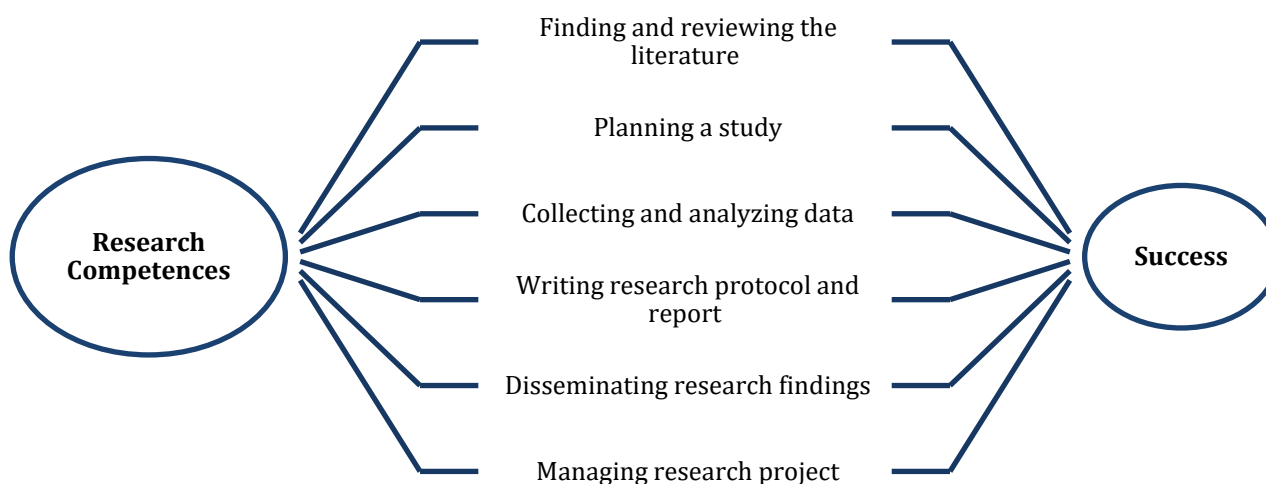 Finding and reviewing the
literature
Planning a study
Collecting and analyzing data
Research
Competences
Success
Writing research protocol and
report
Disseminating research findings
Managing research project